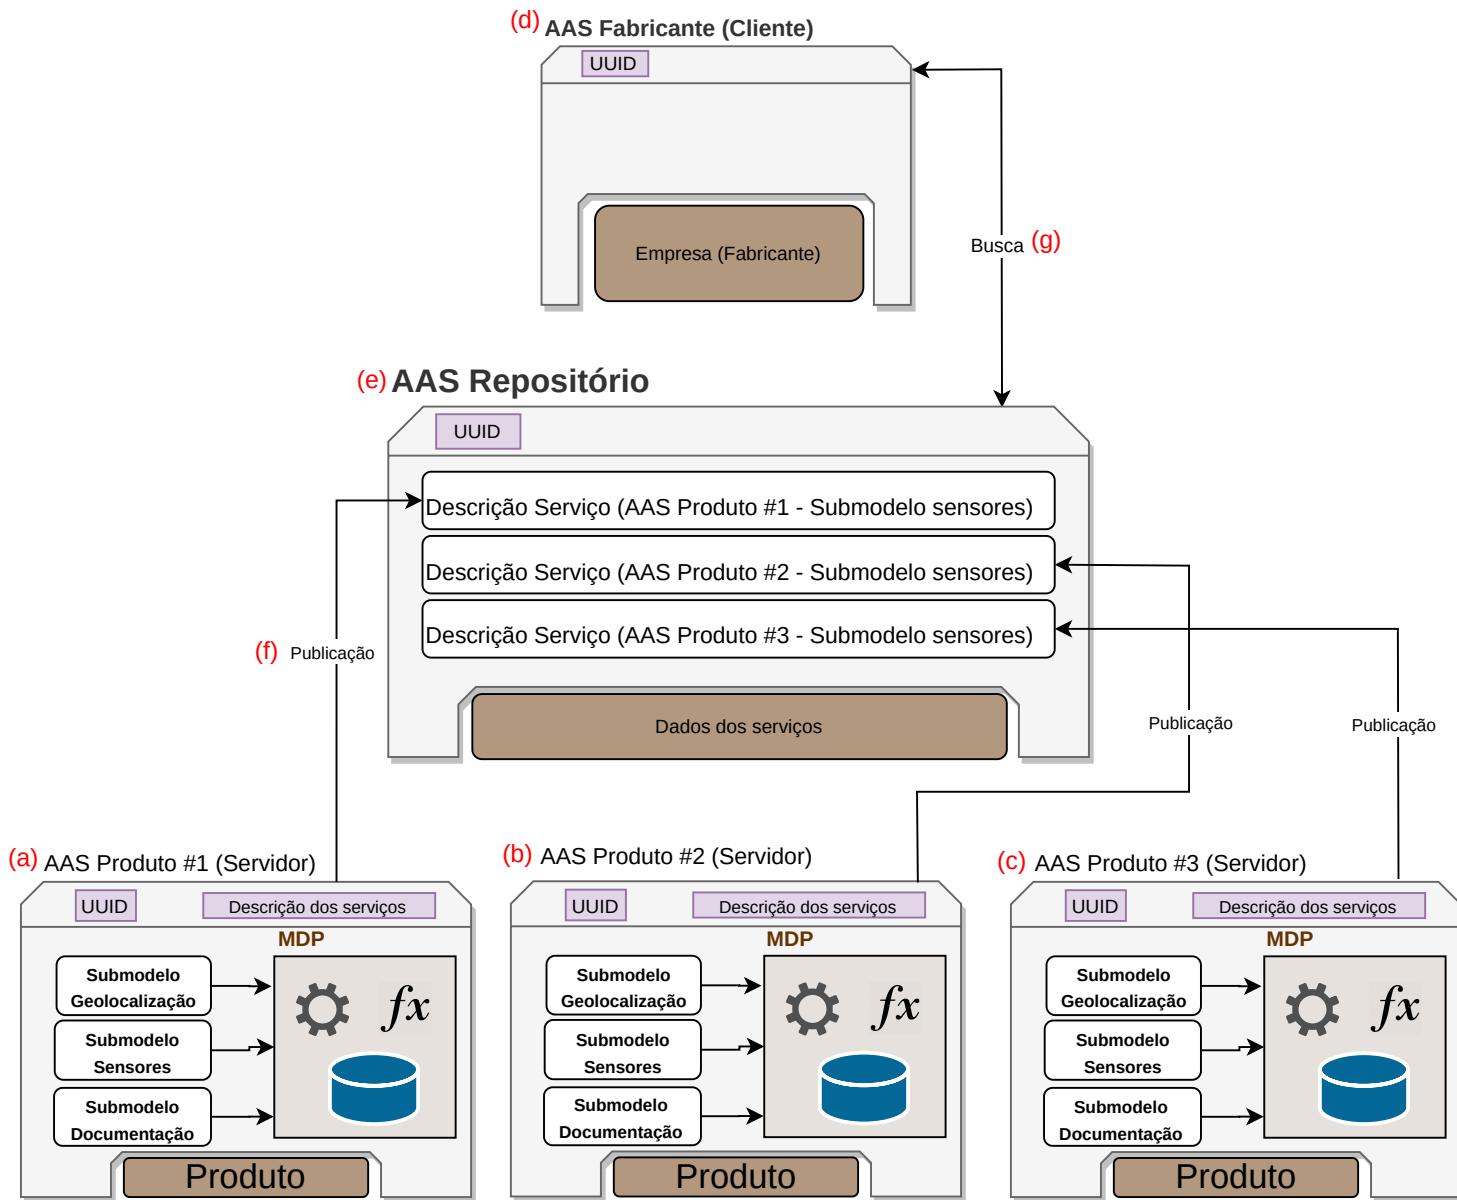 (d) AAS Fabricante (Cliente)
UUID
Empresa (Fabricante)
Busca (g)
(e) AAS Repositório
UUID
Descrição Serviço (AAS Produto #1 - Submodelo sensores)
Descrição Serviço (AAS Produto #2 - Submodelo sensores)
Descrição Serviço (AAS Produto #3 - Submodelo sensores)
(f) Publicação
Dados dos serviços
Publicação
Publicação
(a) AAS Produto #1 (Servidor)
UUID
Descrição dos serviços
MDP
Submodelo
Geolocalização
Submodelo
Sensores
Submodelo
Documentação
fx
Produto
(b) AAS Produto #2 (Servidor)
UUID
Descrição dos serviços
MDP
Submodelo
Geolocalização
Submodelo
Sensores
Submodelo
Documentação
fx
Produto
(c) AAS Produto #3 (Servidor)
UUID
Descrição dos serviços
MDP
Submodelo
Geolocalização
Submodelo
Sensores
Submodelo
Documentação
fx
Produto